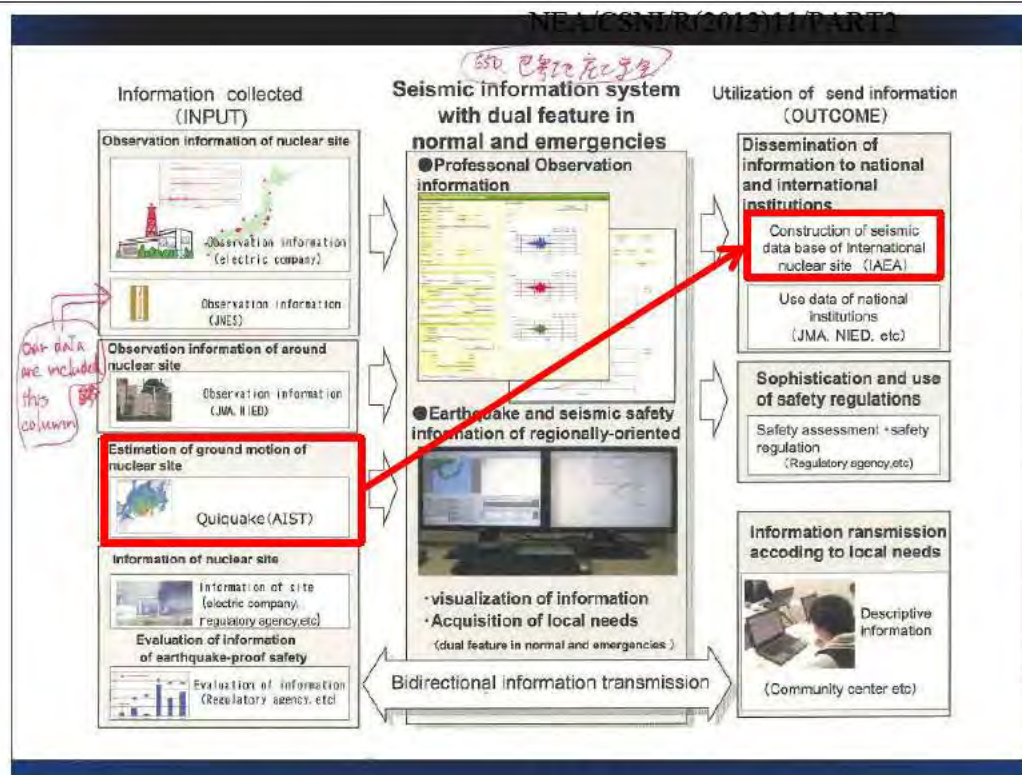 NEA/CSNI/R(2013)11/PART2
Information collected
(INPUT)
Observation information of nuclear site
Observation information
(electric company)
Observation information
(JNES)
Our data
are included
this
column
Observation information of around
nuclear site
Observation information
(JMA, NIED)
Estimation of ground motion of
nuclear site
Quiquake(AIST)
Information of nuclear site
Information of site
(electric company,
regulatory agency,etc)
Evaluation of information
of earthquake-proof safety
Evaluation of information
(Regulatory agency, etc)
Seismic information system
with dual feature in
normal and emergencies
●Professonal Observation
information
●Earthquake and seismic safety
information of regionally-oriented
・visualization of information
・Acquisition of local needs
(dual feature in normal and emergencies )
Bidirectional information transmission
Utilization of send information
(OUTCOME)
Dissemination of
information to national
and international
institutions
Construction of seismic
data base of International
nuclear site (IAEA)
Use data of national
institutions
(JMA, NIED, etc)
Sophistication and use
of safety regulations
Safety assessment・safety
regulation
(Regulatory agency,etc)
Information ransmission
accoding to local needs
Descriptive
information
(Community center etc)